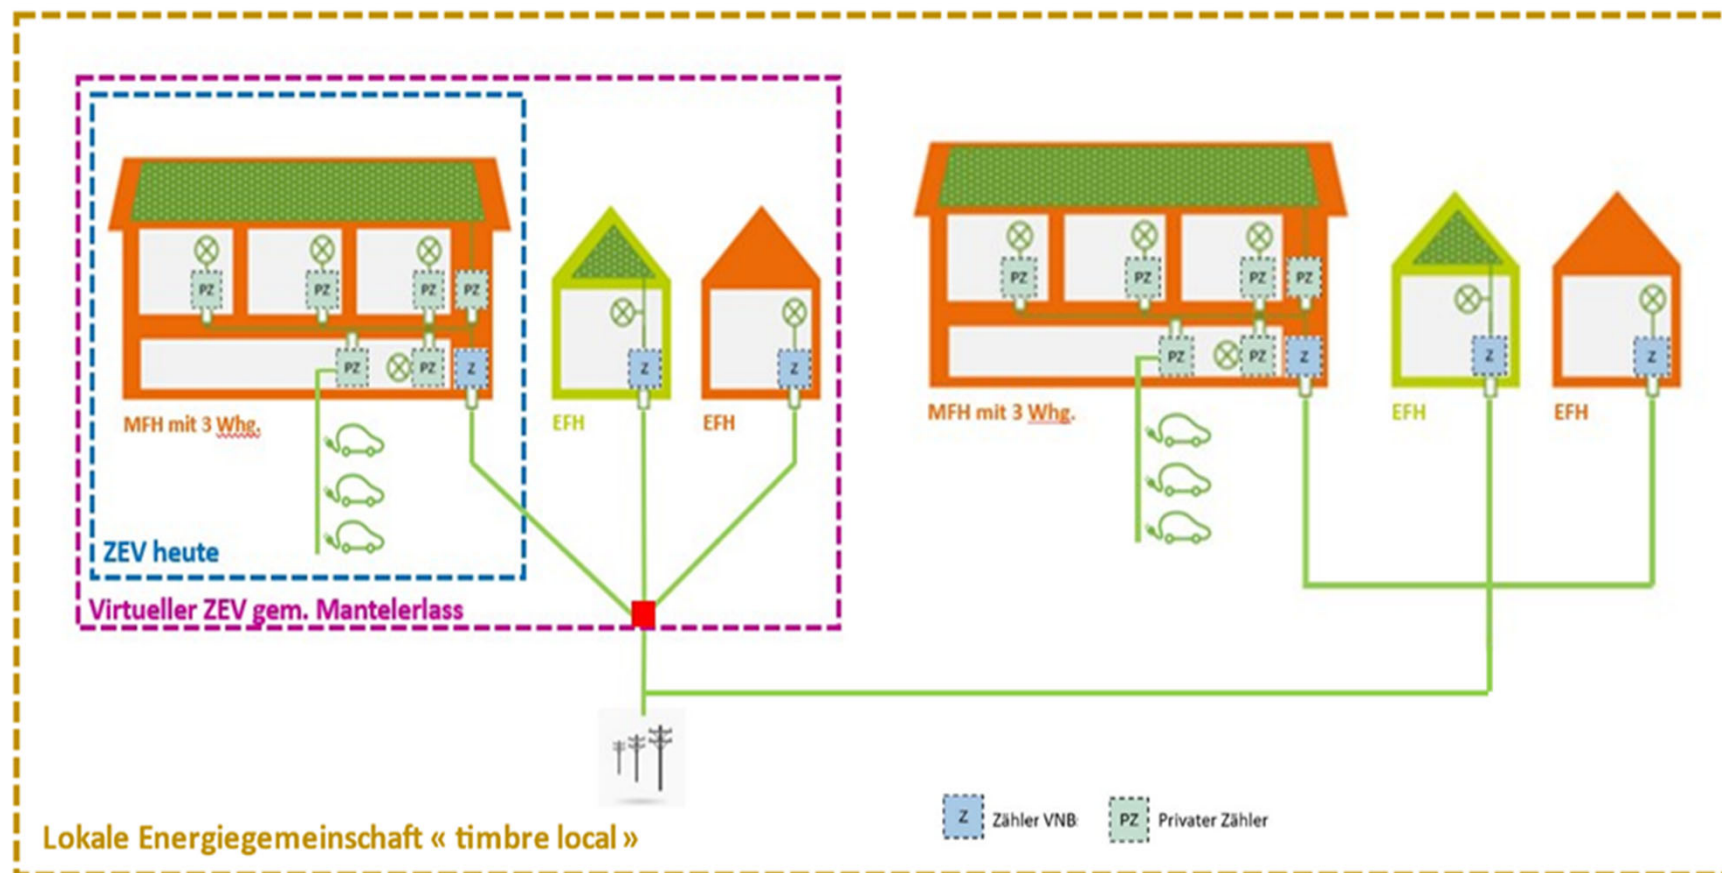 PZ
PZ
PZ
PZ
PZ
PZ
Z
Z
Z
MFH mit 3 Whg.
EFH
EFH
ZEV heute
Virtueller ZEV gem. Mantelerlass
PZ
PZ
PZ
PZ
PZ
PZ
Z
Z
Z
MFH mit 3 Whg.
EFH
EFH
Z Zähler VNB
PZ Privater Zähler
Lokale Energiegemeinschaft « timbre local »